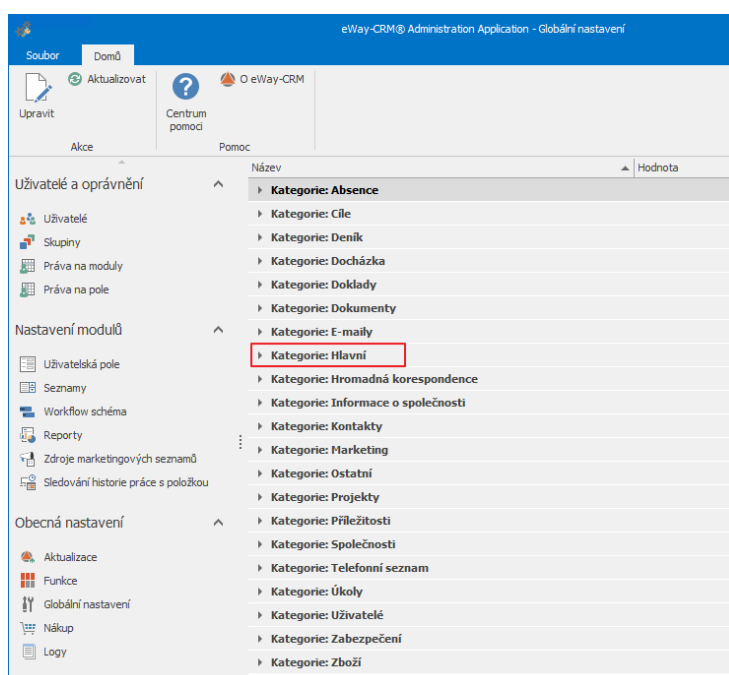 eWay-CRM® Administration Application - Globální nastavení
Soubor
Domů
Upravit
Aktualizovat
Centrum pomoci
O eWay-CRM
Akce
Pomoc
Uživatelé a oprávnění
Uživatelé
Skupiny
Práva na moduly
Práva na pole
Nastavení modulů
Uživatelská pole
Seznamy
Workflow schéma
Reporty
Zdroje marketingových seznamů
Sledování historie práce s položkou
Obecná nastavení
Aktualizace
Funkce
Globální nastavení
Nákup
Logy
Název
Hodnota
Kategorie: Absence
Kategorie: Cíle
Kategorie: Deník
Kategorie: Docházka
Kategorie: Doklady
Kategorie: Dokumenty
Kategorie: E-maily
Kategorie: Hlavní
Kategorie: Hromadná korespondence
Kategorie: Informace o společnosti
Kategorie: Kontakty
Kategorie: Marketing
Kategorie: Ostatní
Kategorie: Projekty
Kategorie: Příležitosti
Kategorie: Společnosti
Kategorie: Telefonní seznam
Kategorie: Úkoly
Kategorie: Uživatelé
Kategorie: Zabezpečení
Kategorie: Zboží